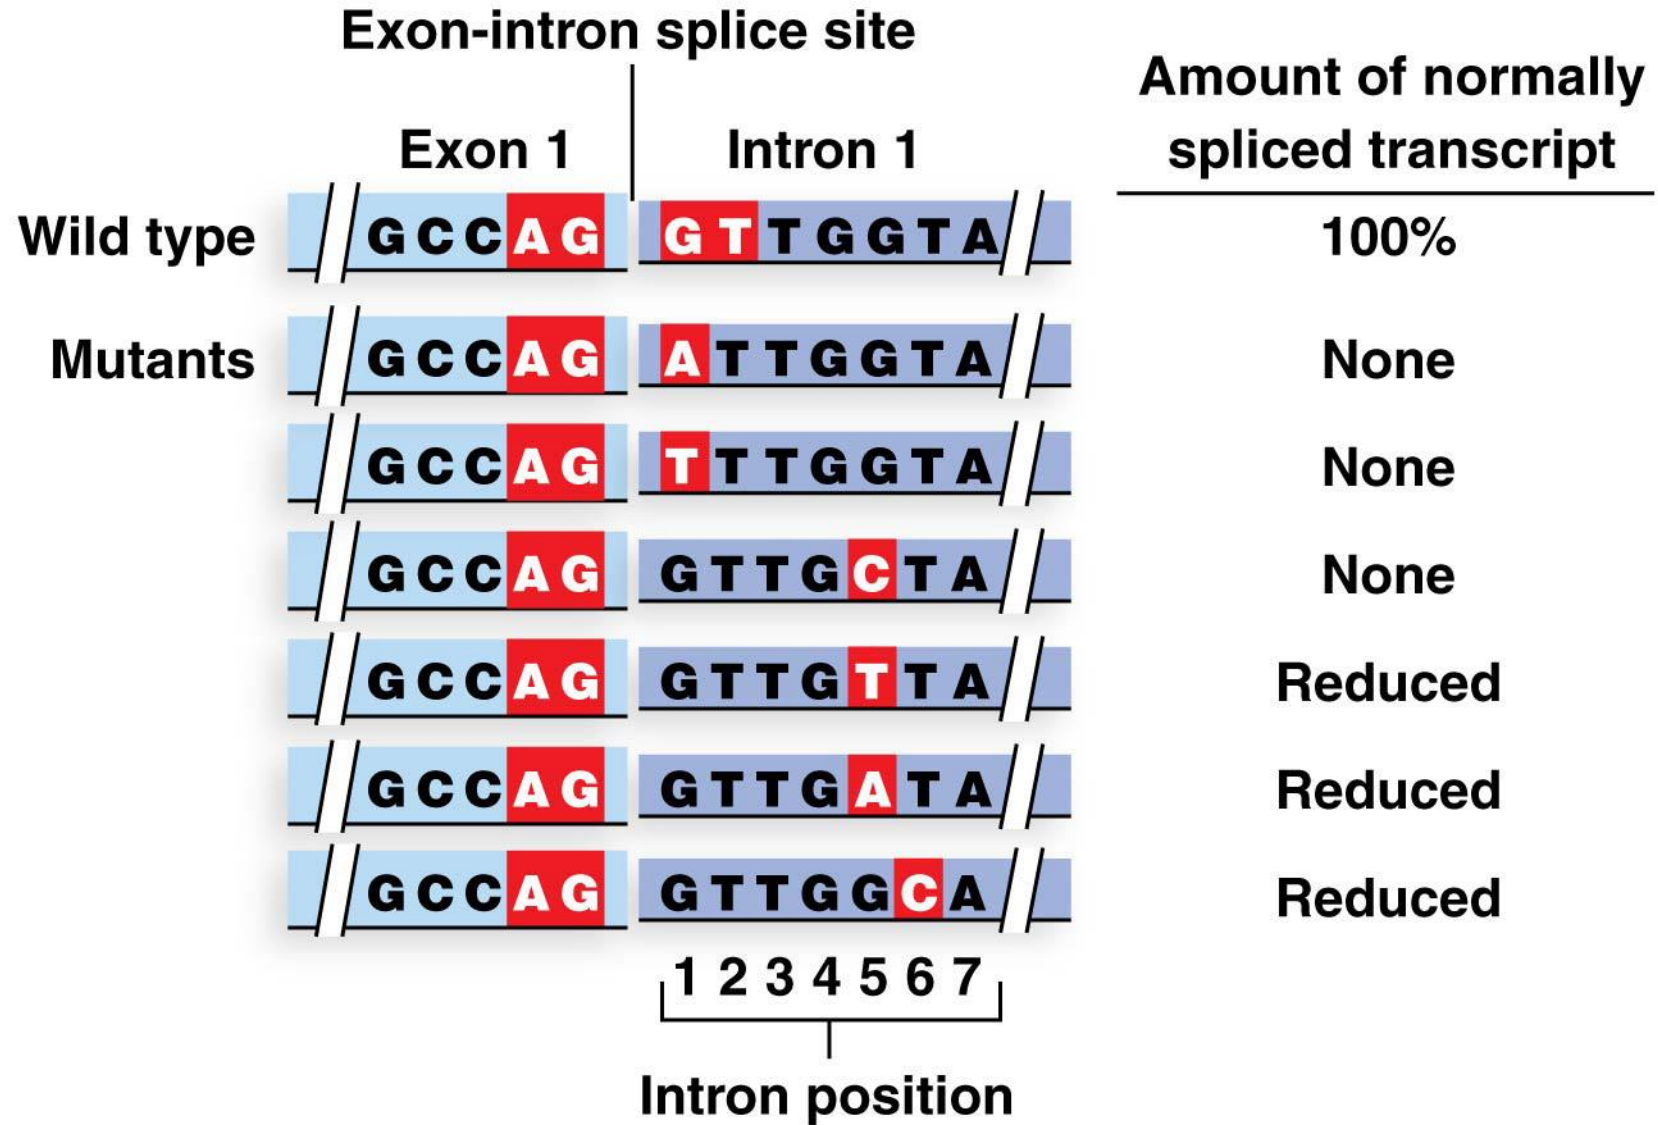 Exon-intron splice site
Amount of normally
spliced transcript
Exon 1 Intron 1
Wild type GCCAG GTTGGTA 100%
Mutants GCCAG ATTGGTA None
GCCAG TTTGGTA None
GCCAG GTTGCTA None
GCCAG GTTGTTA Reduced
GCCAG GTTGATA Reduced
GCCAG GTTGGCA Reduced
1 2 3 4 5 6 7
Intron position